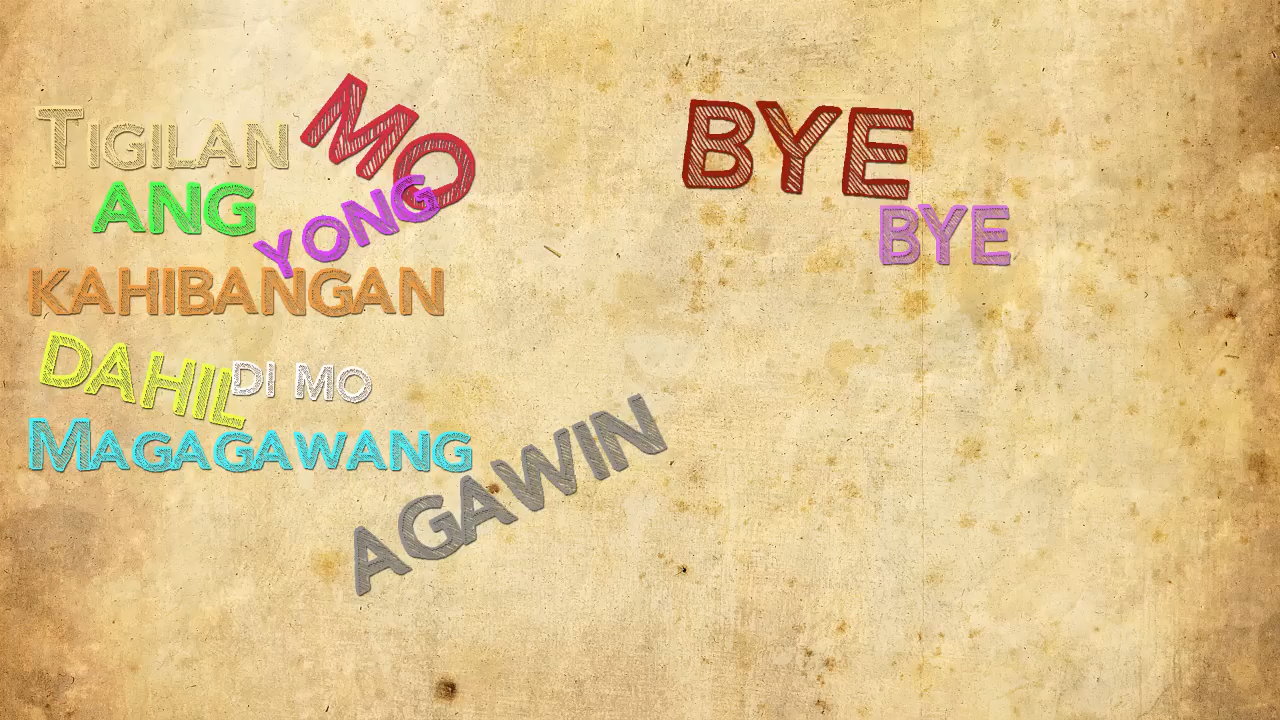 Tigilan MO
ANG YONG
KAHIBANGAN
DAHIL DI MO
Magagawang
AGAWIN
BYE
BYE